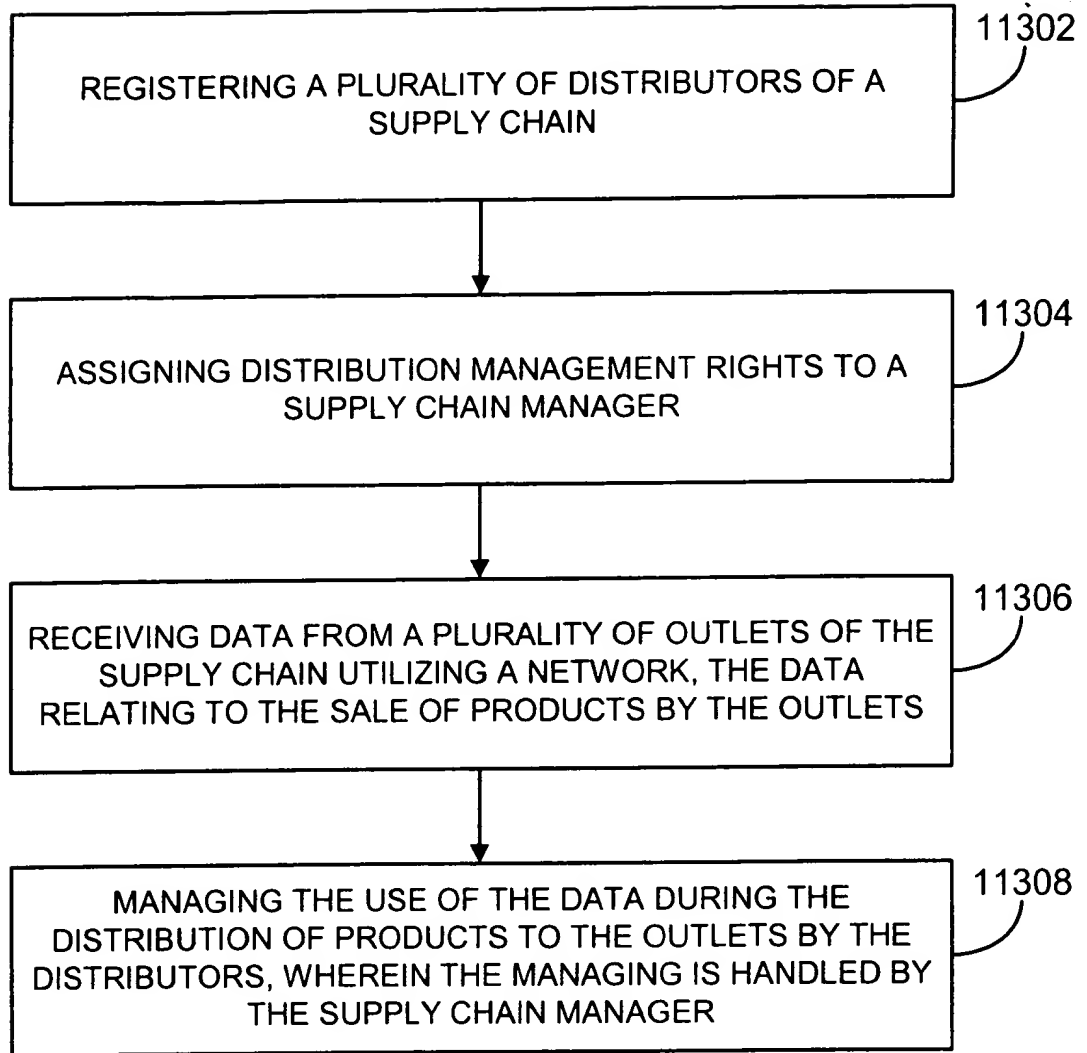 11302
REGISTERING A PLURALITY OF DISTRIBUTORS OF A
SUPPLY CHAIN
11304
ASSIGNING DISTRIBUTION MANAGEMENT RIGHTS TO A
SUPPLY CHAIN MANAGER
11306
RECEIVING DATA FROM A PLURALITY OF OUTLETS OF THE
SUPPLY CHAIN UTILIZING A NETWORK, THE DATA
RELATING TO THE SALE OF PRODUCTS BY THE OUTLETS
11308
MANAGING THE USE OF THE DATA DURING THE
DISTRIBUTION OF PRODUCTS TO THE OUTLETS BY THE
DISTRIBUTORS, WHEREIN THE MANAGING IS HANDLED BY
THE SUPPLY CHAIN MANAGER